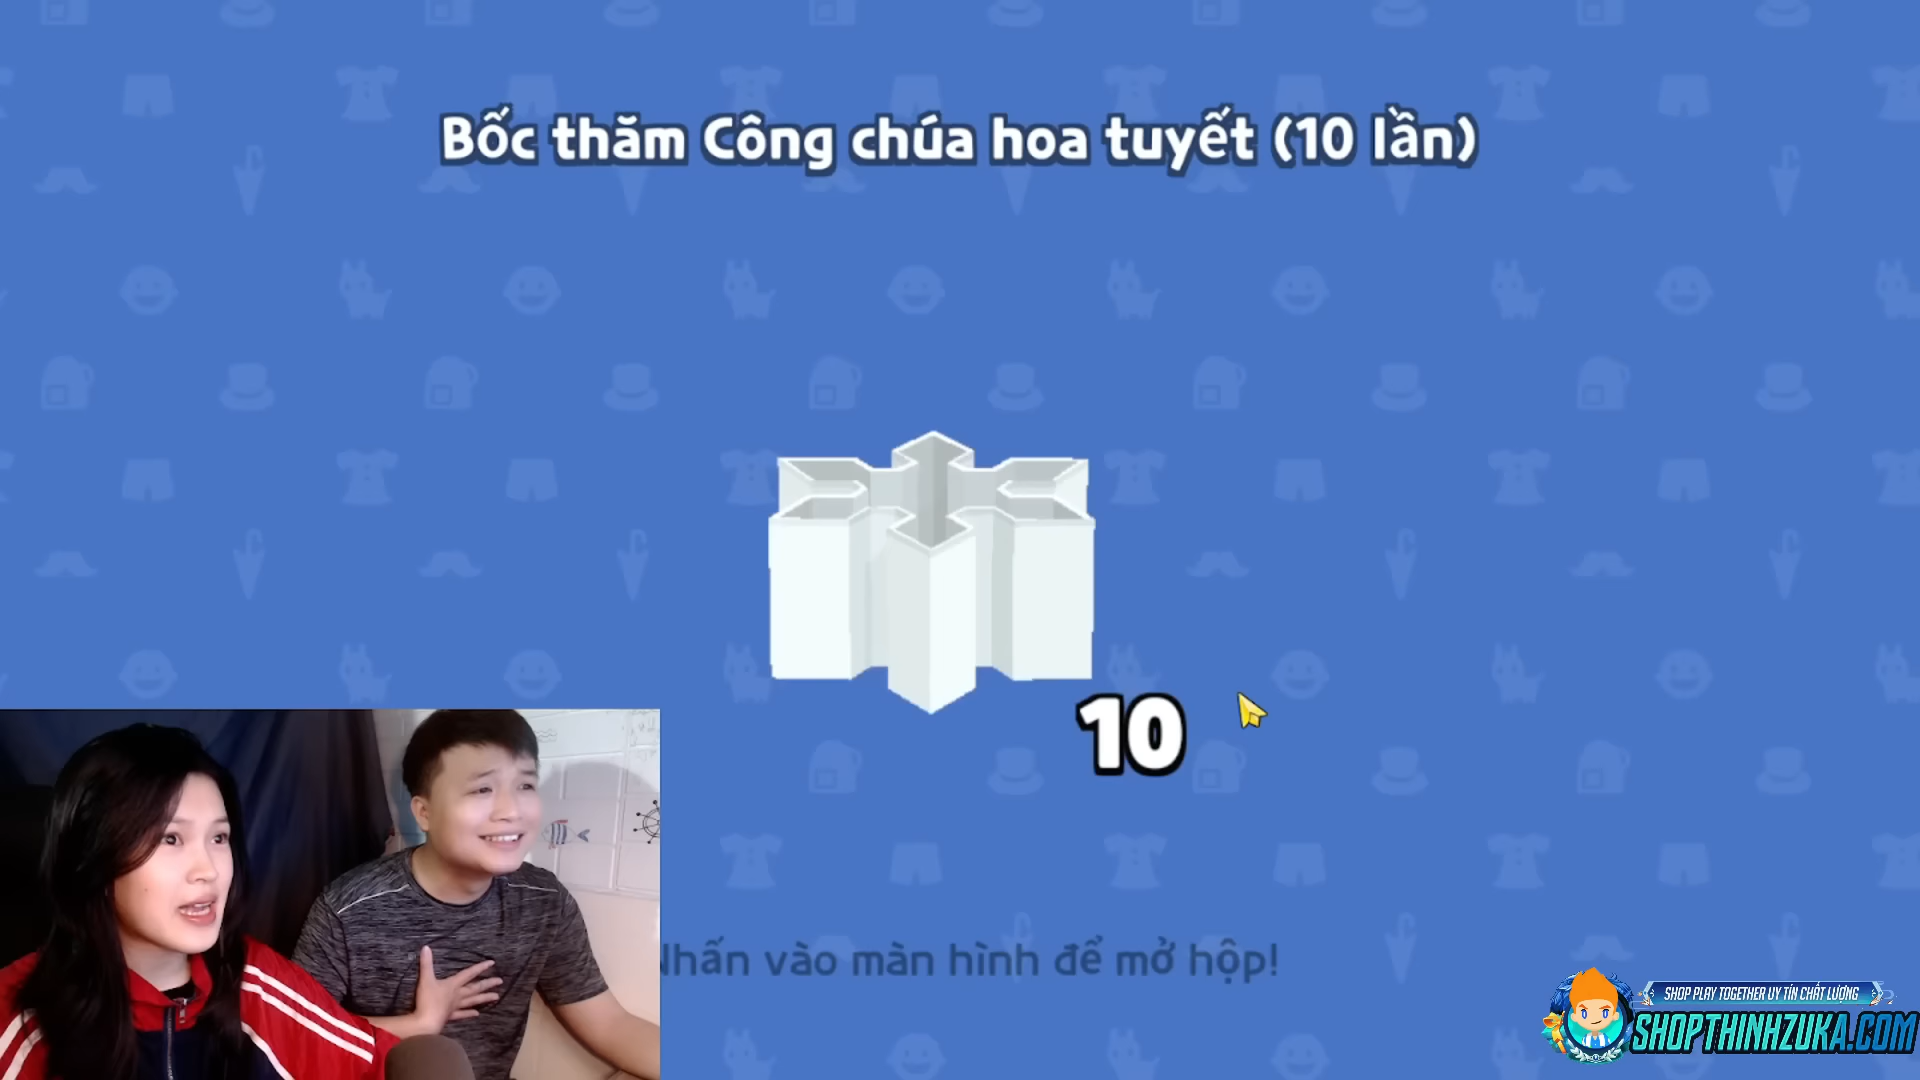 Bốc thăm Công chúa hoa tuyết (10 lần)
10
Nhấn vào màn hình để mở hộp!
SHOP PLAY TOGETHER UY TÍN CHẤT LƯỢNG
SHOPTHINHZUKA.COM